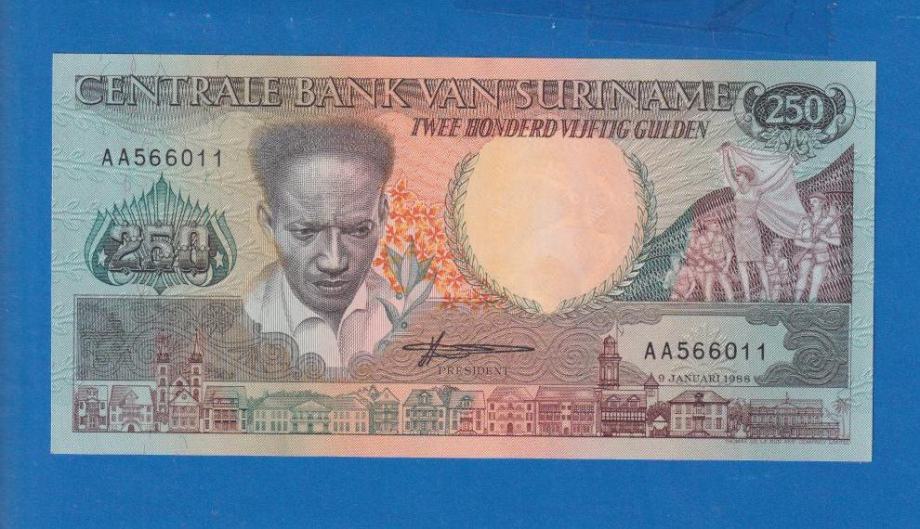 CENTRALE BANK VAN SURINAME
250
TWEE HONDERD VIJFTIG GULDEN
AA566011
250
PRESIDENT
AA566011
9 JANUARI 1988